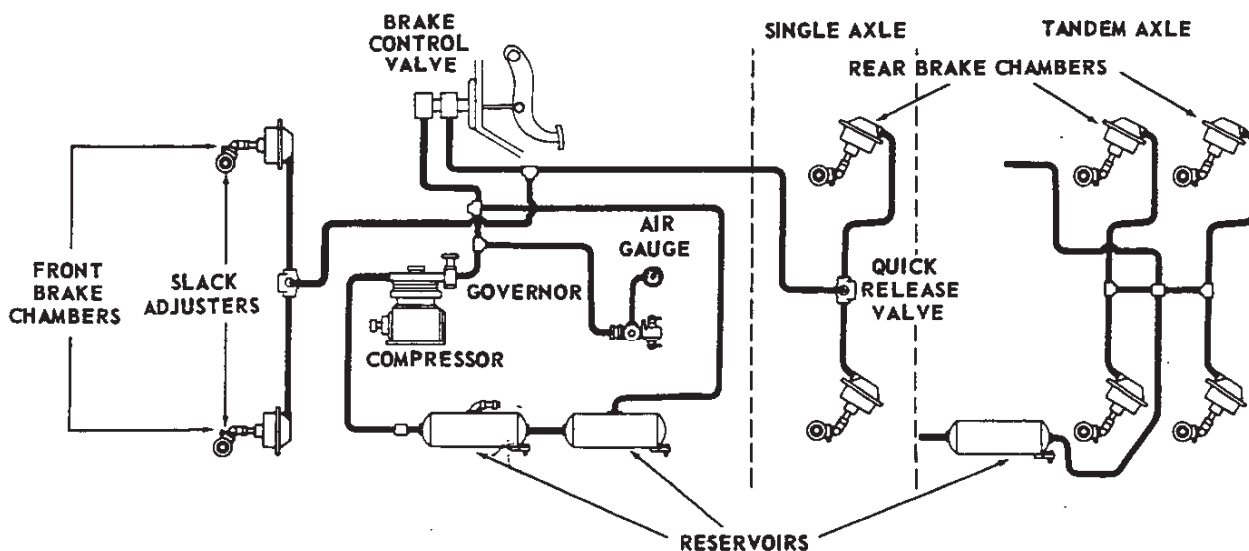 BRAKE
CONTROL
VALVE
SINGLE AXLE
TANDEM AXLE
REAR BRAKE CHAMBERS
FRONT
BRAKE
CHAMBERS
SLACK
ADJUSTERS
AIR
GAUGE
GOVERNOR
COMPRESSOR
QUICK
RELEASE
VALVE
RESERVOIRS